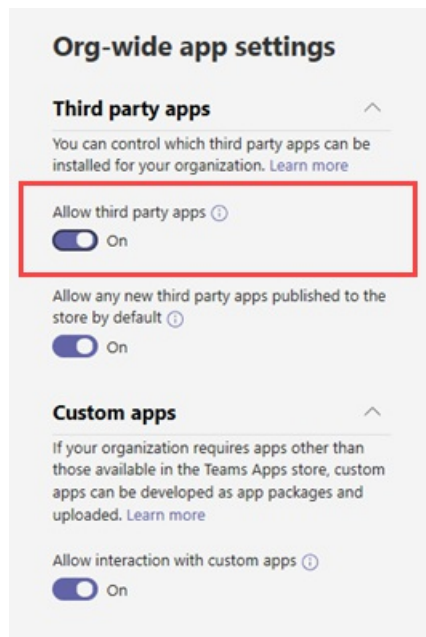 Org-wide app settings
Third party apps
You can control which third party apps can be
installed for your organization. Learn more
Allow third party apps
On
Allow any new third party apps published to the
store by default
On
Custom apps
If your organization requires apps other than
those available in the Teams Apps store, custom
apps can be developed as app packages and
uploaded. Learn more
Allow interaction with custom apps
On